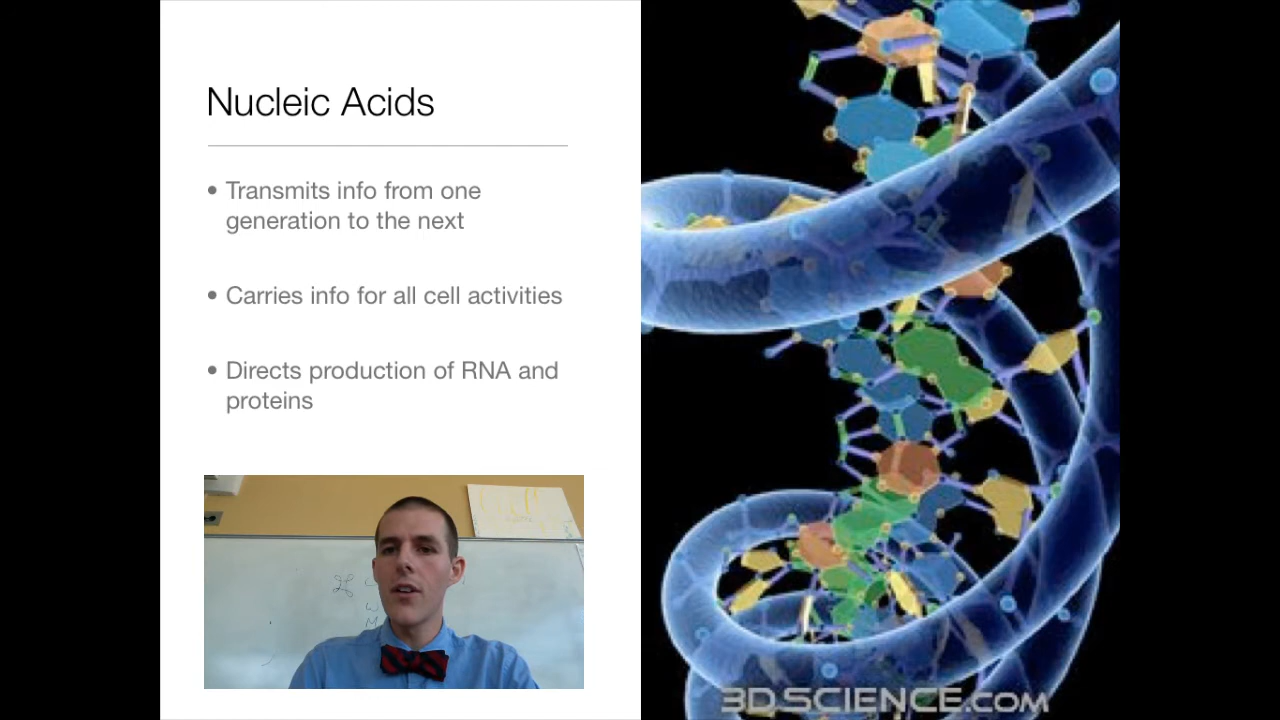 Nucleic Acids
• Transmits info from one
generation to the next
• Carries info for all cell activities
• Directs production of RNA and
proteins
3DSCIENCE.COM